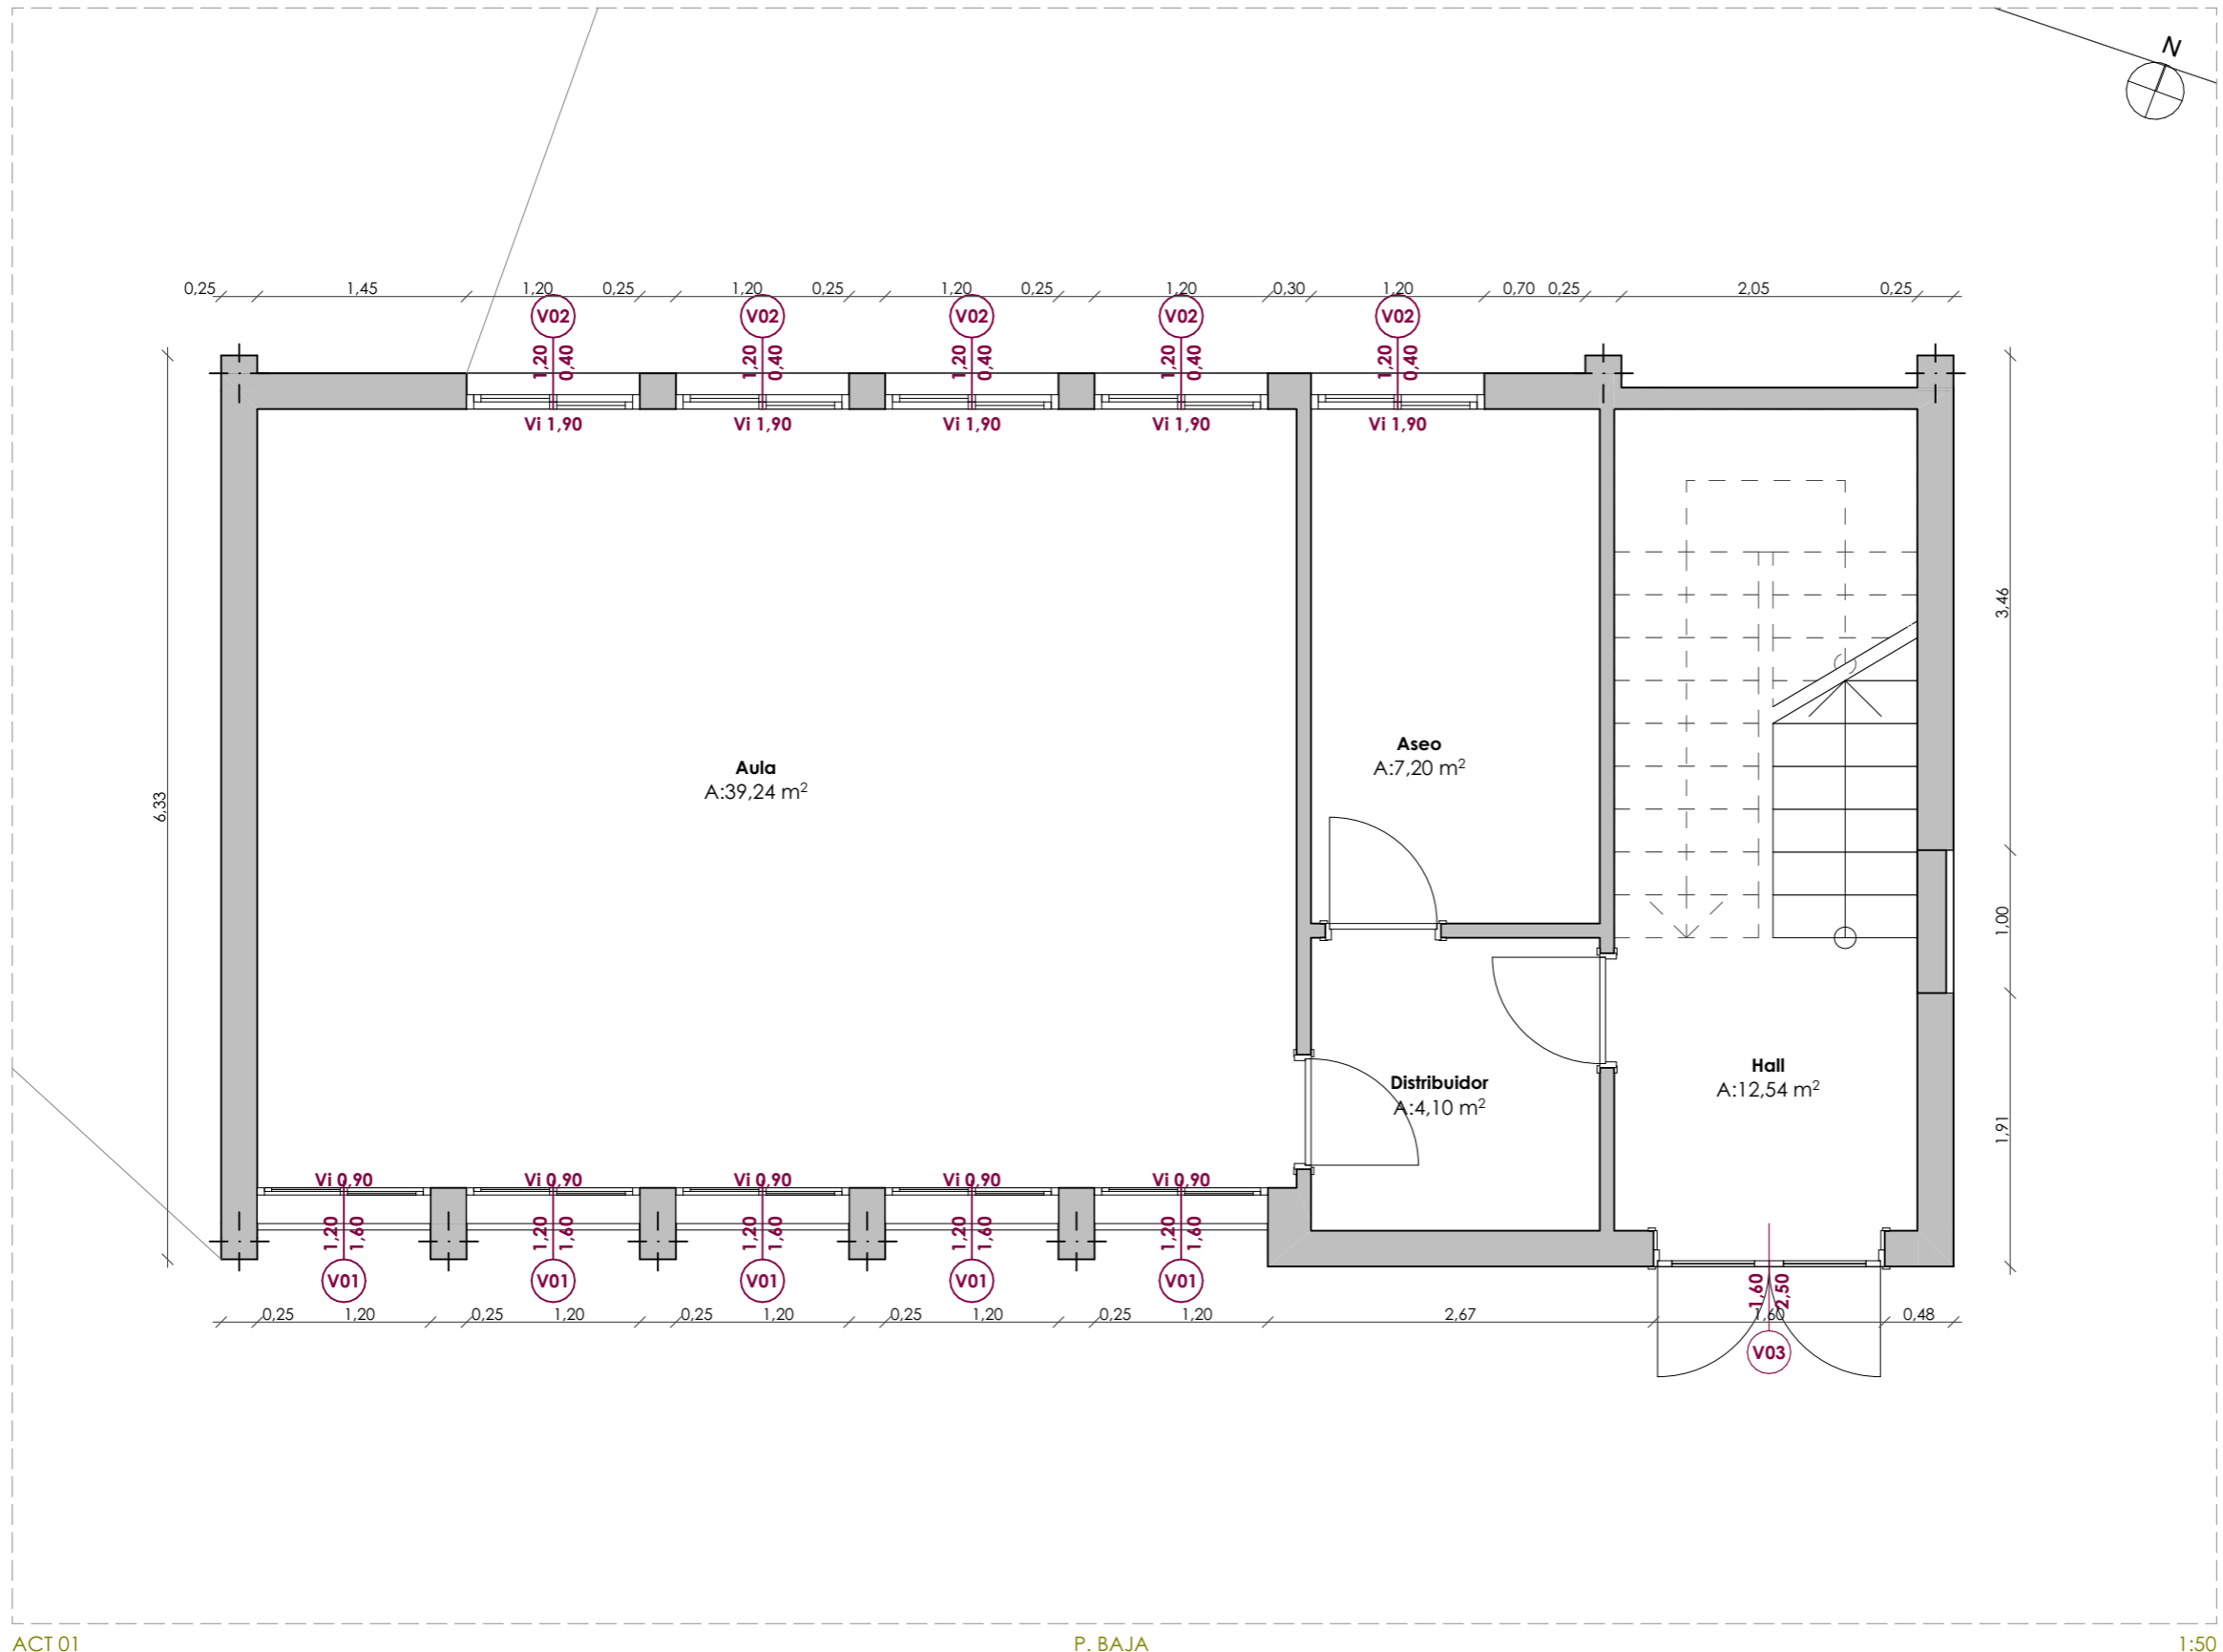 N
0,25 1,45 1,20 0,25 1,20 0,25 1,20 0,25 1,20 0,30 1,20 0,70 0,25 2,05 0,25
V02 V02 V02 V02 V02
1,20 0,40 1,20 0,40 1,20 0,40 1,20 0,40 1,20 0,40
Vi 1,90 Vi 1,90 Vi 1,90 Vi 1,90 Vi 1,90
3,46
Aseo
A:7,20 m²
Aula
A:39,24 m²
6,33
1,00
Hall
A:12,54 m²
Distribuidor
A:4,10 m²
1,91
Vi 0,90 Vi 0,90 Vi 0,90 Vi 0,90 Vi 0,90
1,20 1,60 1,20 1,60 1,20 1,60 1,20 1,60 1,20 1,60
V01 V01 V01 V01 V01
1,60 2,50
0,25 1,20 0,25 1,20 0,25 1,20 0,25 1,20 0,25 1,20 2,67 1,60 0,48
V03
ACT 01 P. BAJA 1:50